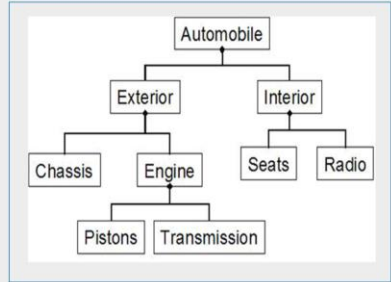 Automobile
Exterior Interior
Chassis Engine Seats Radio
Pistons Transmission